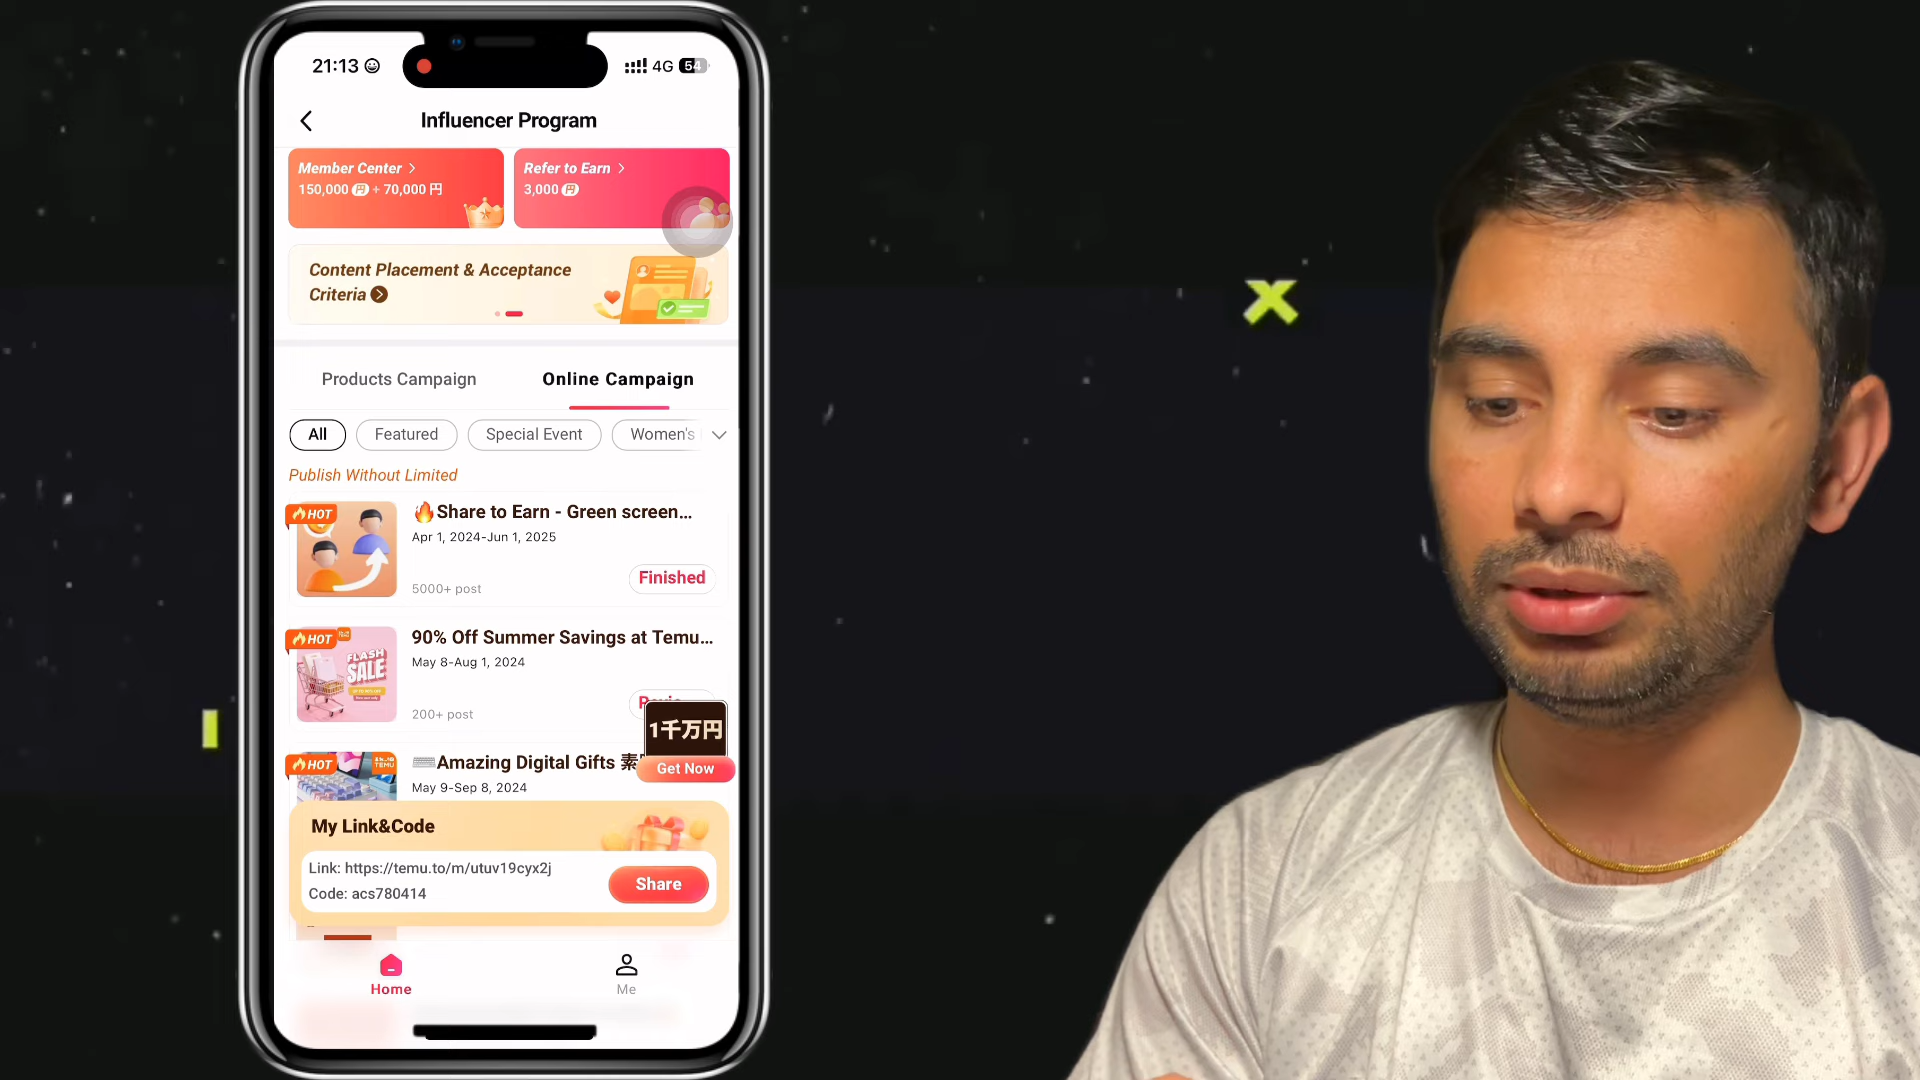 21:13
4G 54
Influencer Program
Member Center
150,000 円 + 70,000 円
Refer to Earn
3,000 円
Content Placement & Acceptance
Criteria
Products Campaign
Online Campaign
All
Featured
Special Event
Women's
Publish Without Limited
HOT
🔥Share to Earn - Green screen...
Apr 1, 2024-Jun 1, 2025
5000+ post
Finished
HOT
FLASH
SALE
90% Off Summer Savings at Temu...
May 8-Aug 1, 2024
200+ post
1千万円
Get Now
HOT
TEMU
⌨Amazing Digital Gifts 素
May 9-Sep 8, 2024
My Link&Code
Link: https://temu.to/m/utuv19cyx2j
Code: acs780414
Share
Home
Me